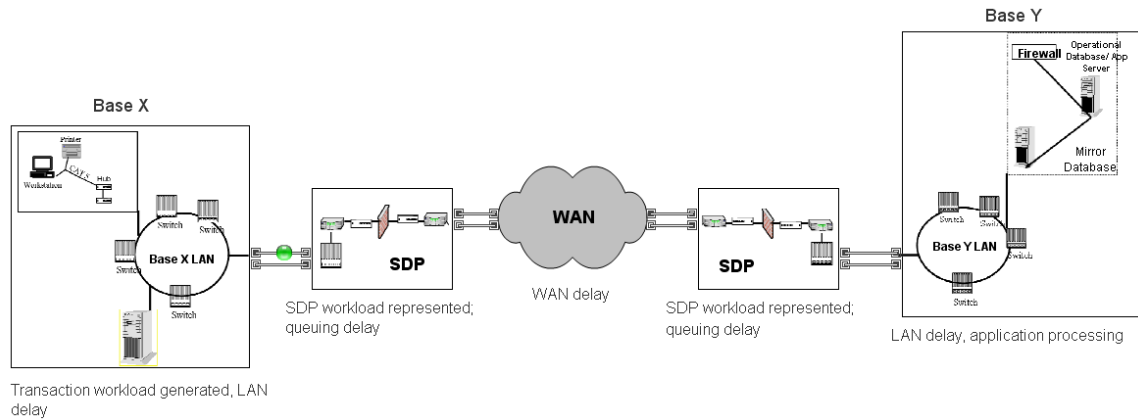 Base X
Printer
Workstation
CAT 5
Hub
Switch
Switch
Switch
Base X LAN
Switch
Transaction workload generated, LAN
delay
SDP
SDP workload represented;
queuing delay
WAN
WAN delay
SDP
SDP workload represented;
queuing delay
Base Y
Firewall
Operational
Database/ App
Server
Mirror
Database
Switch
Switch
Base Y LAN
Switch
Switch
LAN delay, application processing